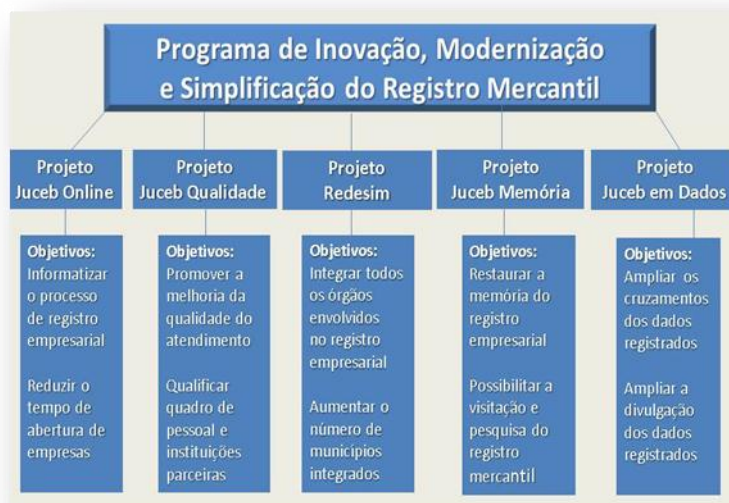 Programa de Inovação, Modernização
e Simplificação do Registro Mercantil
Projeto
Juceb Online
Objetivos:
Informatizar
o processo
de registro
empresarial
Reduzir o
tempo de
abertura de
empresas
Projeto
Juceb Qualidade
Objetivos:
Promover a
melhoria da
qualidade do
atendimento
Qualificar
quadro de
pessoal e
instituições
parceiras
Projeto
Redesim
Objetivos:
Integrar todos
os órgãos
envolvidos
no registro
empresarial
Aumentar o
número de
municípios
integrados
Projeto
Juceb Memória
Objetivos:
Restaurar a
memória do
registro
empresarial
Possibilitar a
visitação e
pesquisa do
registro
mercantil
Projeto
Juceb em Dados
Objetivos:
Ampliar os
cruzamentos
dos dados
registrados
Ampliar a
divulgação
dos dados
registrados